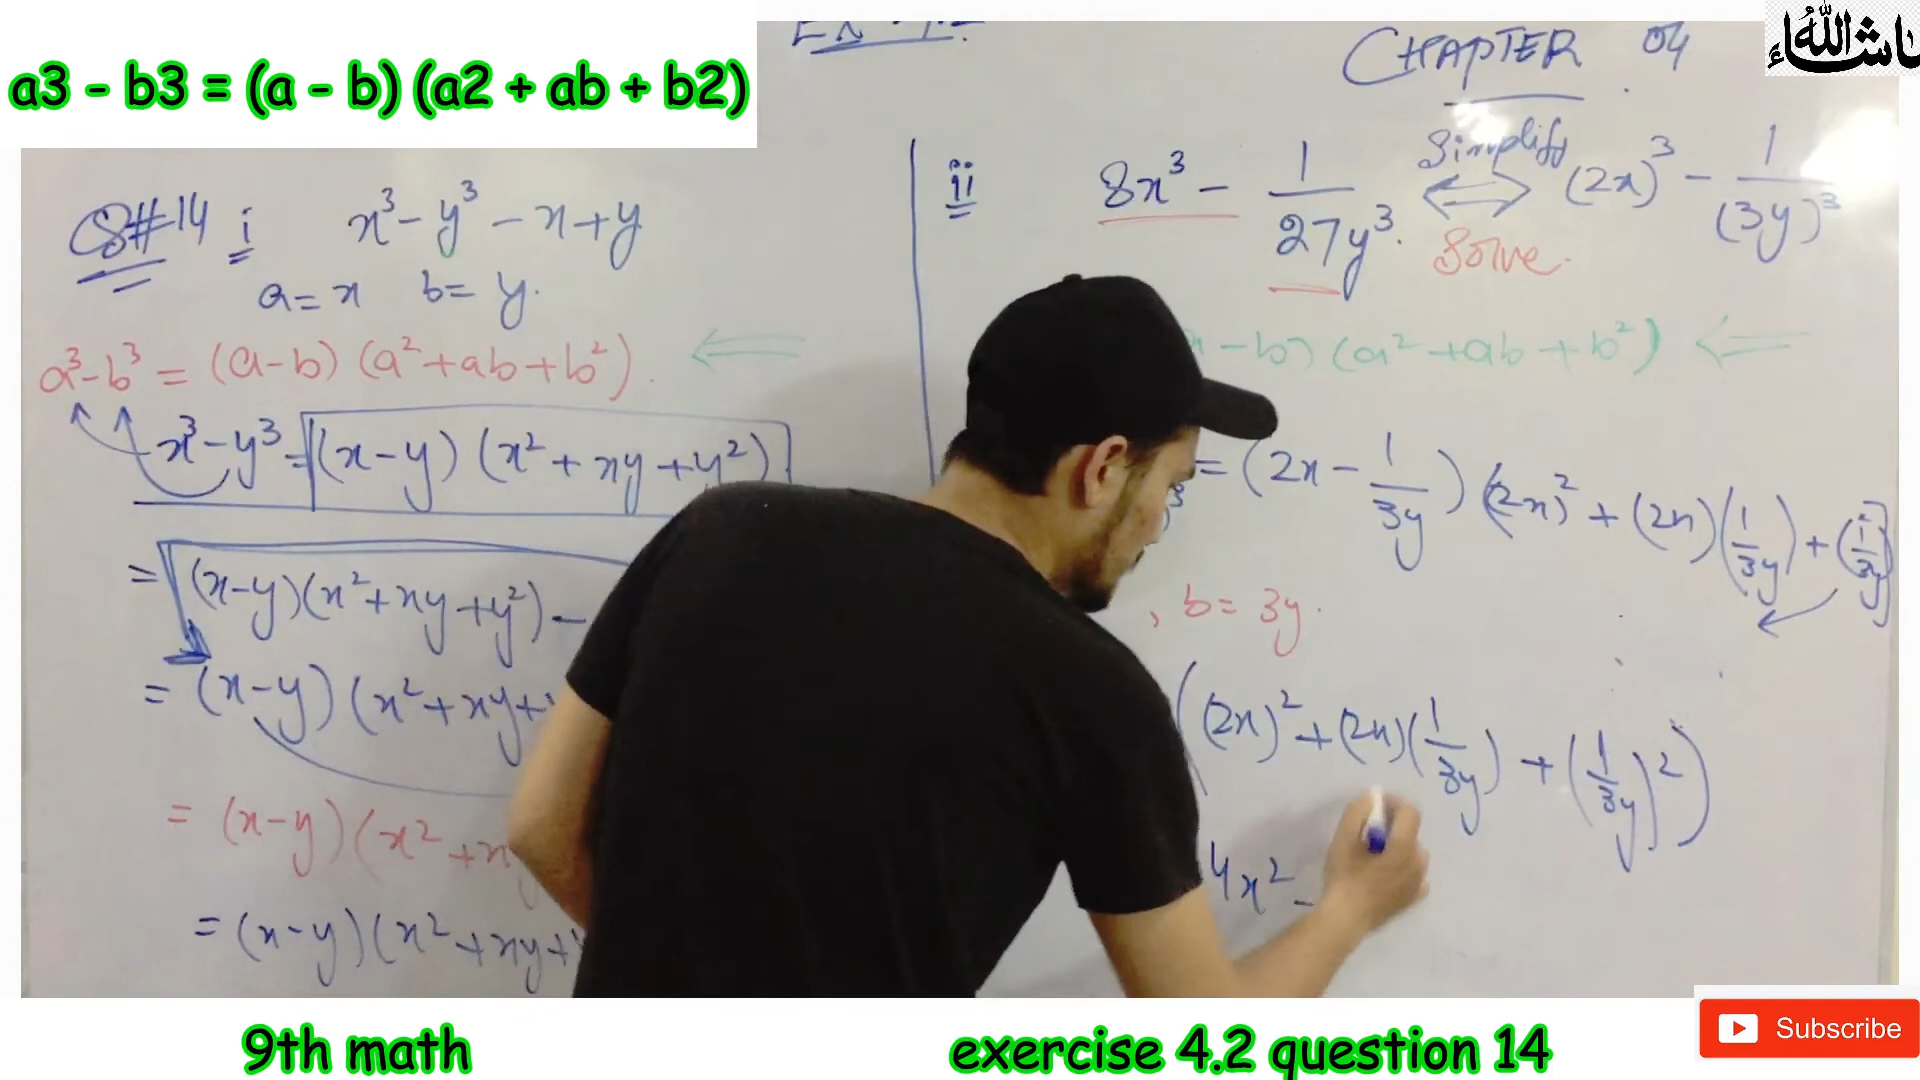 a3 - b3 = (a - b) (a2 + ab + b2)
CHAPTER 04
Q#14 i x³ - y³ - x + y
a = x b = y.
a³ - b³ = (a - b) (a² + ab + b²).
x³ - y³ = (x - y) (x² + xy + y²)
= (x - y)(x² + xy + y²) -
= (x - y) (x² + xy +
= (x - y) (x² + x
= (x - y) (x² + xy +
ii 8x³ - 1/27y³. Simplify ⇔ Solve. (2x)³ - 1/(3y)³
- b) (a² + ab + b²)
= (2x - 1/3y) (2x)² + (2x)(1/3y) + (1/3y)²
, b = 3y.
((2x)² + (2x)(1/3y) + (1/3y)²)
4x² -
9th math
exercise 4.2 question 14
Subscribe